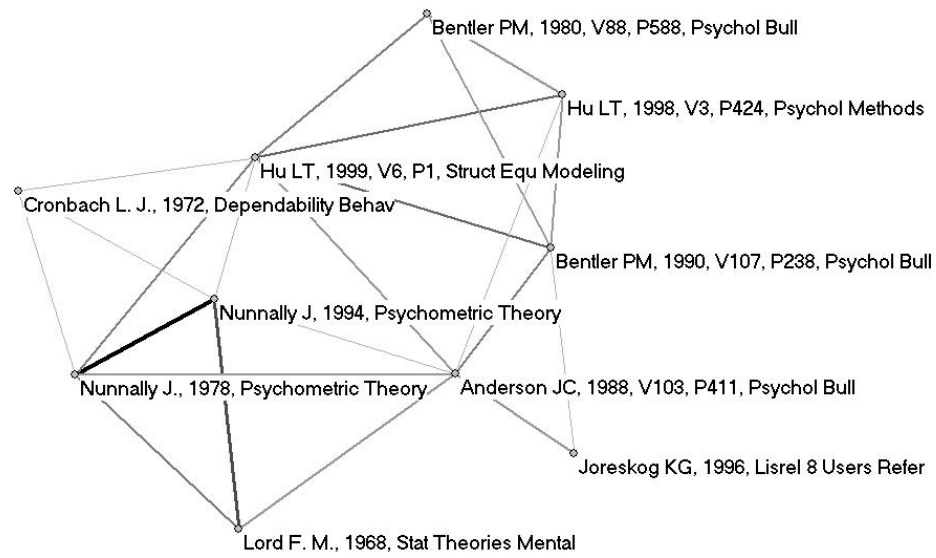 Bentler PM, 1980, V88, P588, Psychol Bull
Hu LT, 1998, V3, P424, Psychol Methods
Hu LT, 1999, V6, P1, Struct Equ Modeling
Cronbach L. J., 1972, Dependability Behav
Bentler PM, 1990, V107, P238, Psychol Bull
Nunnally J, 1994, Psychometric Theory
Nunnally J., 1978, Psychometric Theory
Anderson JC, 1988, V103, P411, Psychol Bull
Joreskog KG, 1996, Lisrel 8 Users Refer
Lord F. M., 1968, Stat Theories Mental